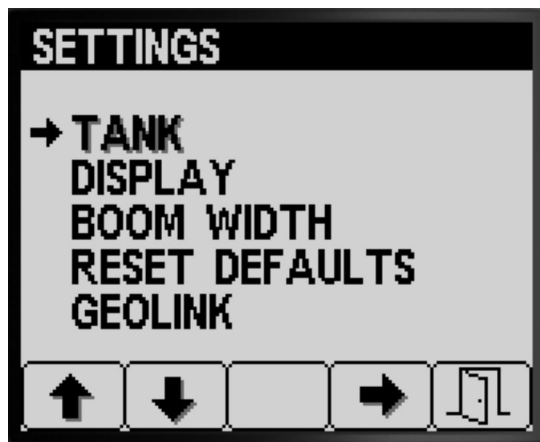 SETTINGS
TANK
DISPLAY
BOOM WIDTH
RESET DEFAULTS
GEOLINK